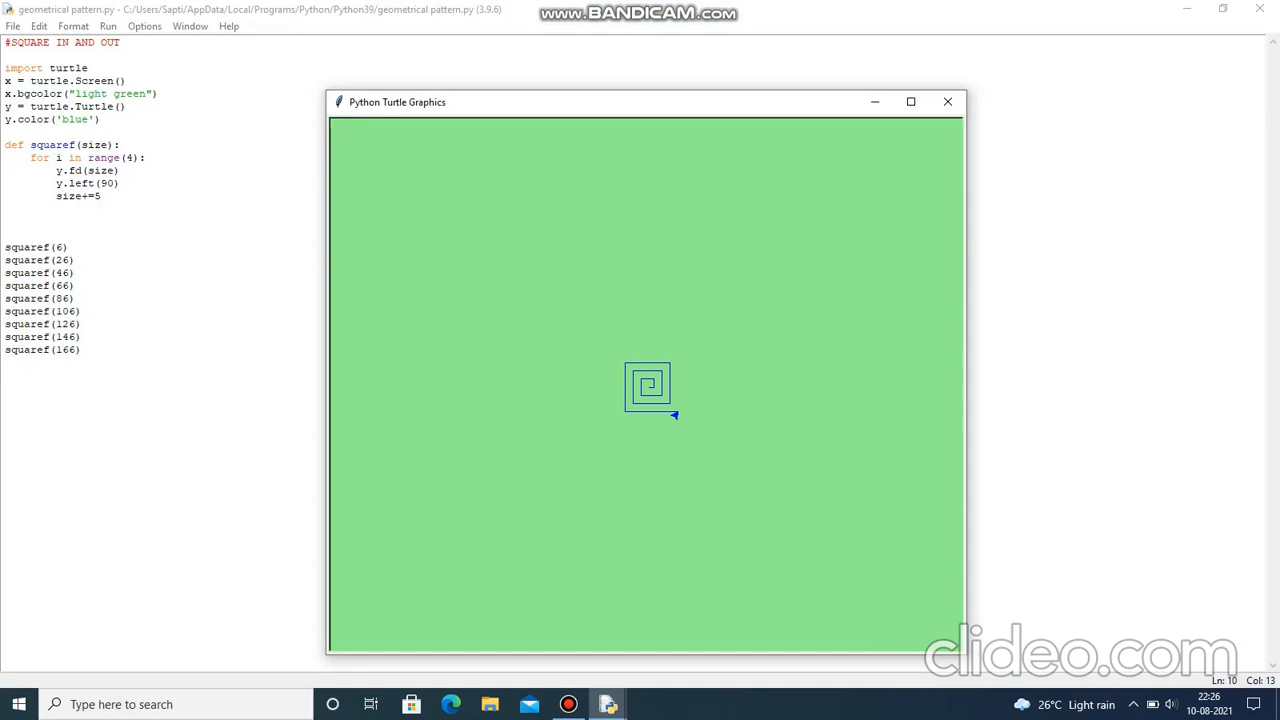 geometrical pattern.py - C:/Users/Sapti/AppData/Local/Programs/Python/Python39/geometrical pattern.py (3.9.6)
www.BANDICAM.com
File Edit Format Run Options Window Help
#SQUARE IN AND OUT
import turtle
x = turtle.Screen()
x.bgcolor("light green")
y = turtle.Turtle()
y.color('blue')
def squaref(size):
    for i in range(4):
        y.fd(size)
        y.left(90)
        size+=5
squaref(6)
squaref(26)
squaref(46)
squaref(66)
squaref(86)
squaref(106)
squaref(126)
squaref(146)
squaref(166)
Python Turtle Graphics
clideo.com
Ln: 10 Col: 13
Type here to search
26°C Light rain
22:26
10-08-2021